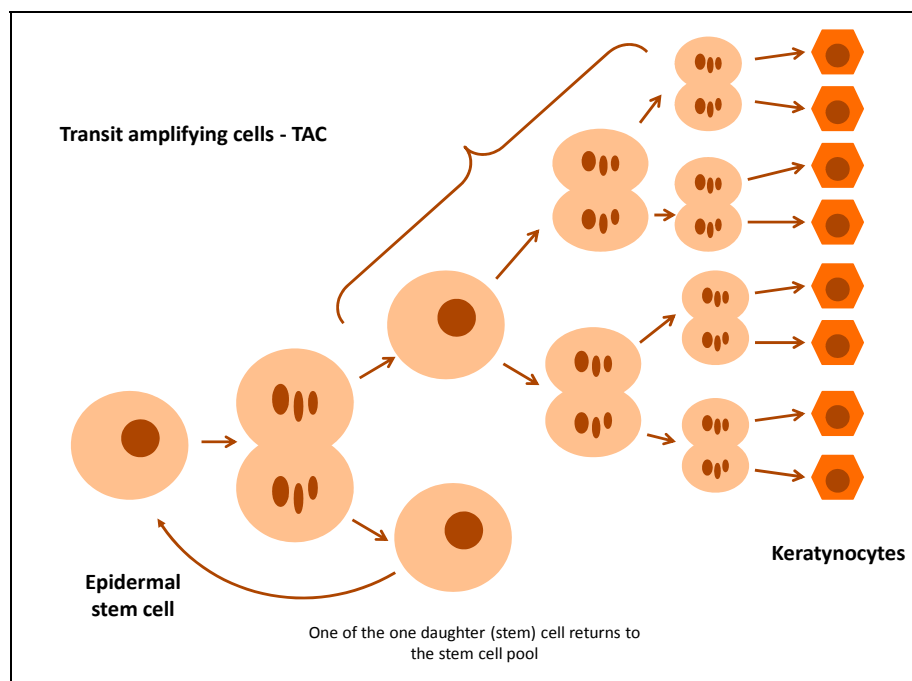 Transit amplifying cells - TAC
Keratynocytes
Epidermal
stem cell
One of the one daughter (stem) cell returns to
the stem cell pool